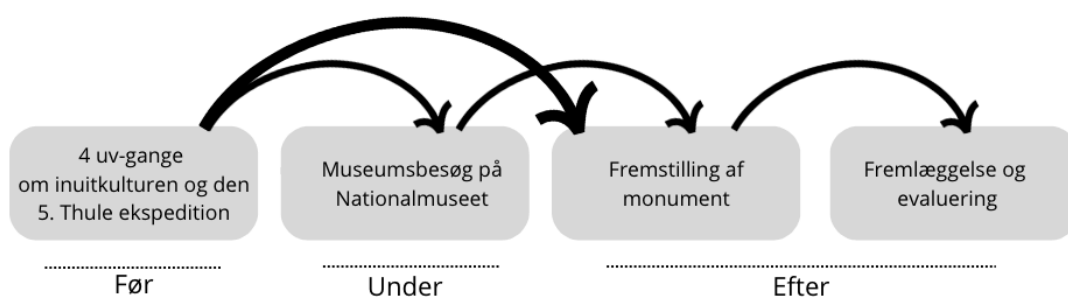 4 uv-gange
om inuitkulturen og den
5. Thule ekspedition
Museumsbesøg på
Nationalmuseet
Fremstilling af
monument
Fremlæggelse og
evaluering
Før
Under
Efter